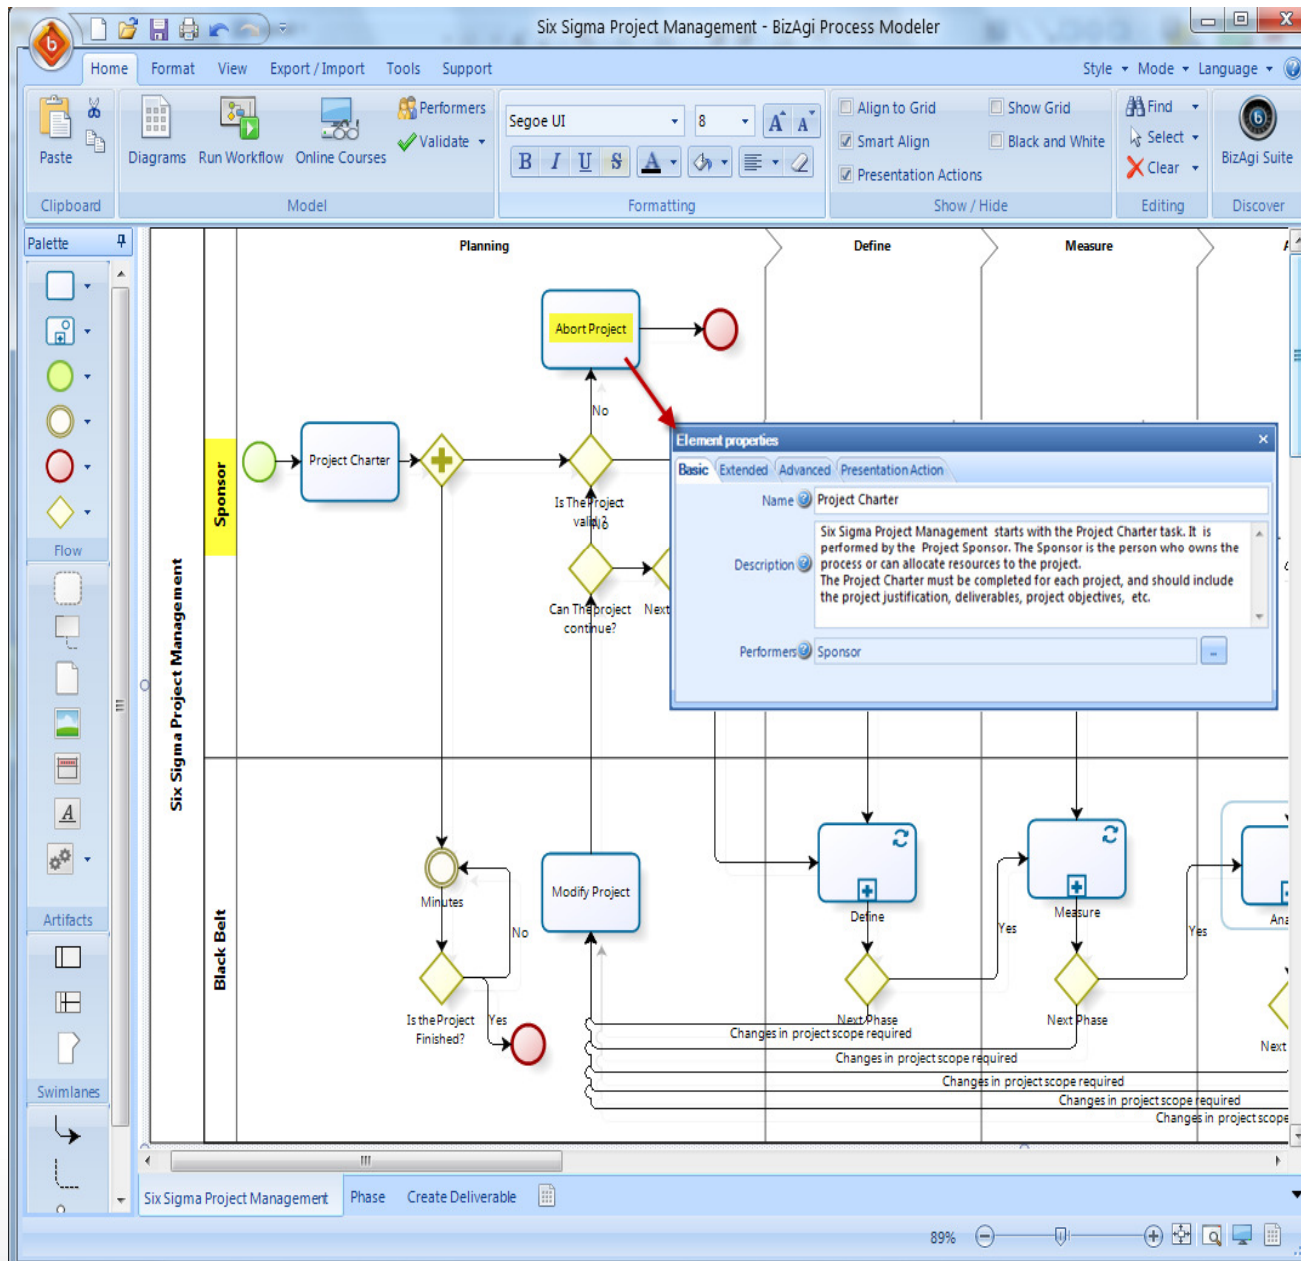 Six Sigma Project Management - BizAgi Process Modeler
Home Format View Export / Import Tools Support
Style Mode Language
Paste
Clipboard
Diagrams Run Workflow Online Courses
Performers
Validate
Model
Segoe UI 8
A A
B I U S A
Formatting
Align to Grid Show Grid
Smart Align Black and White
Presentation Actions
Show / Hide
Find
Select
Clear
Editing
BizAgi Suite
Discover
Palette
Flow
Artifacts
Swimlanes
Six Sigma Project Management
Sponsor
Black Belt
Planning Define Measure
Abort Project
No
Project Charter
Is The Project
valid?
No
Can The project
continue?
Next
Element properties
Basic Extended Advanced Presentation Action
Name Project Charter
Description
Six Sigma Project Management starts with the Project Charter task. It is
performed by the Project Sponsor. The Sponsor is the person who owns the
process or can allocate resources to the project.
The Project Charter must be completed for each project, and should include
the project justification, deliverables, project objectives, etc.
Performers Sponsor
Minutes
No
Is the Project
Finished?
Yes
Modify Project
Define
Yes
Measure
Yes
Ana
Next Phase
Next Phase
Next
Changes in project scope required
Changes in project scope required
Changes in project scope required
Changes in project scope required
Changes in project scope
Six Sigma Project Management Phase Create Deliverable
89%